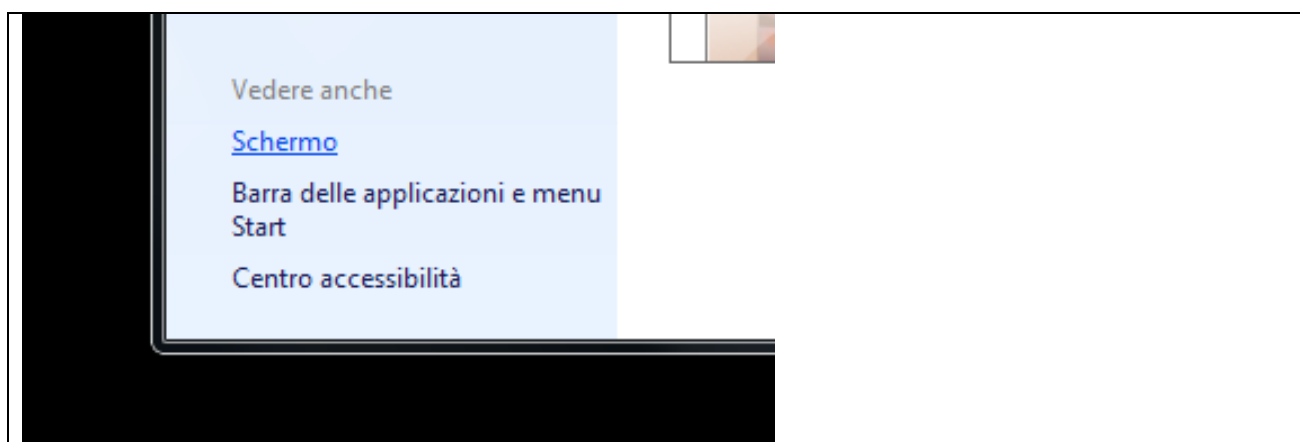 Vedere anche
Schermo
Barra delle applicazioni e menu
Start
Centro accessibilità